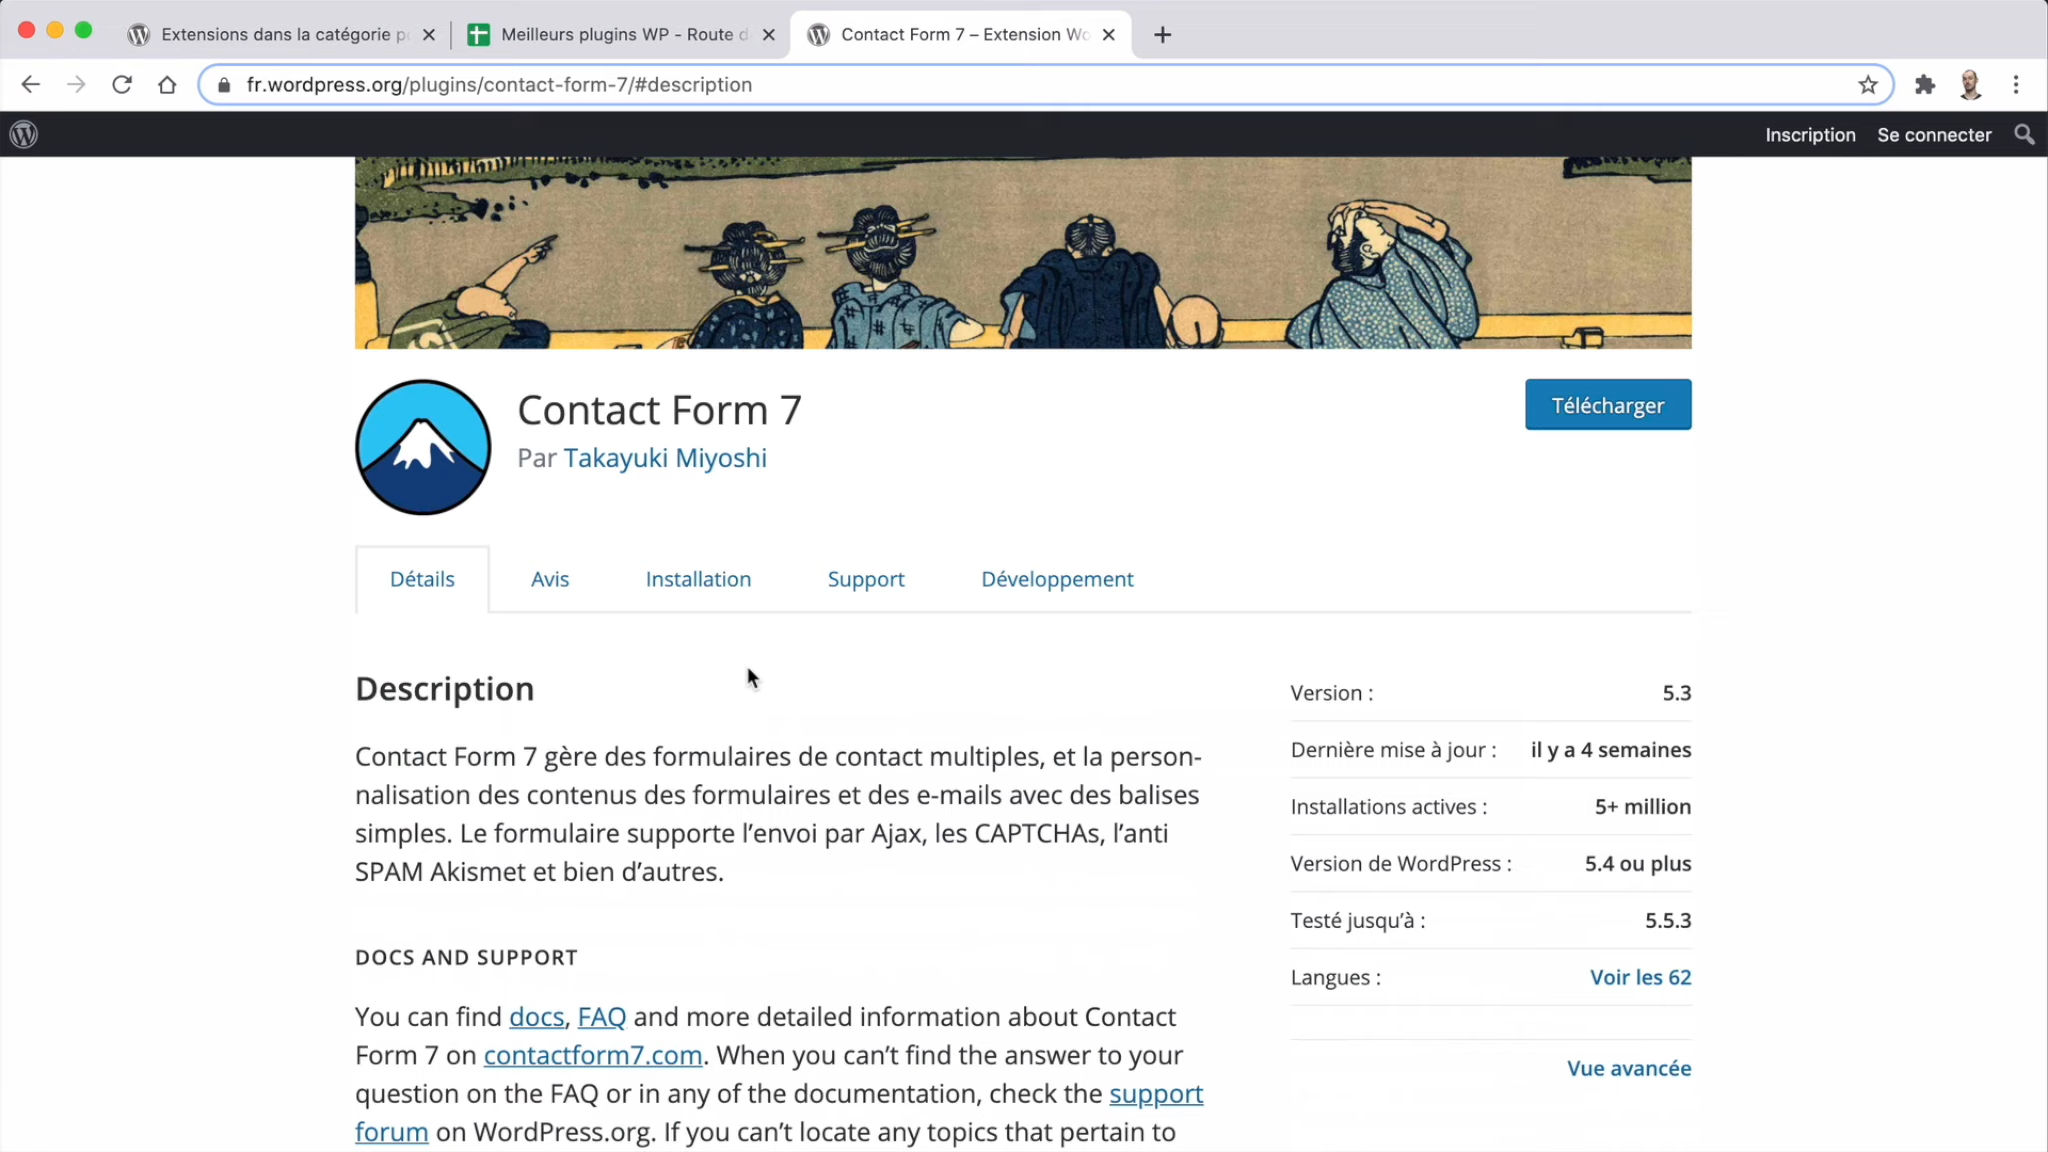 Extensions dans la catégorie p
Meilleurs plugins WP - Route d
Contact Form 7 – Extension Wo
fr.wordpress.org/plugins/contact-form-7/#description
Inscription
Se connecter
Contact Form 7
Par Takayuki Miyoshi
Télécharger
Détails
Avis
Installation
Support
Développement
Description
Contact Form 7 gère des formulaires de contact multiples, et la person-
nalisation des contenus des formulaires et des e-mails avec des balises
simples. Le formulaire supporte l’envoi par Ajax, les CAPTCHAs, l’anti
SPAM Akismet et bien d’autres.
DOCS AND SUPPORT
You can find docs, FAQ and more detailed information about Contact
Form 7 on contactform7.com. When you can’t find the answer to your
question on the FAQ or in any of the documentation, check the support
forum on WordPress.org. If you can’t locate any topics that pertain to
Version : 5.3
Dernière mise à jour : il y a 4 semaines
Installations actives : 5+ million
Version de WordPress : 5.4 ou plus
Testé jusqu’à : 5.5.3
Langues : Voir les 62
Vue avancée